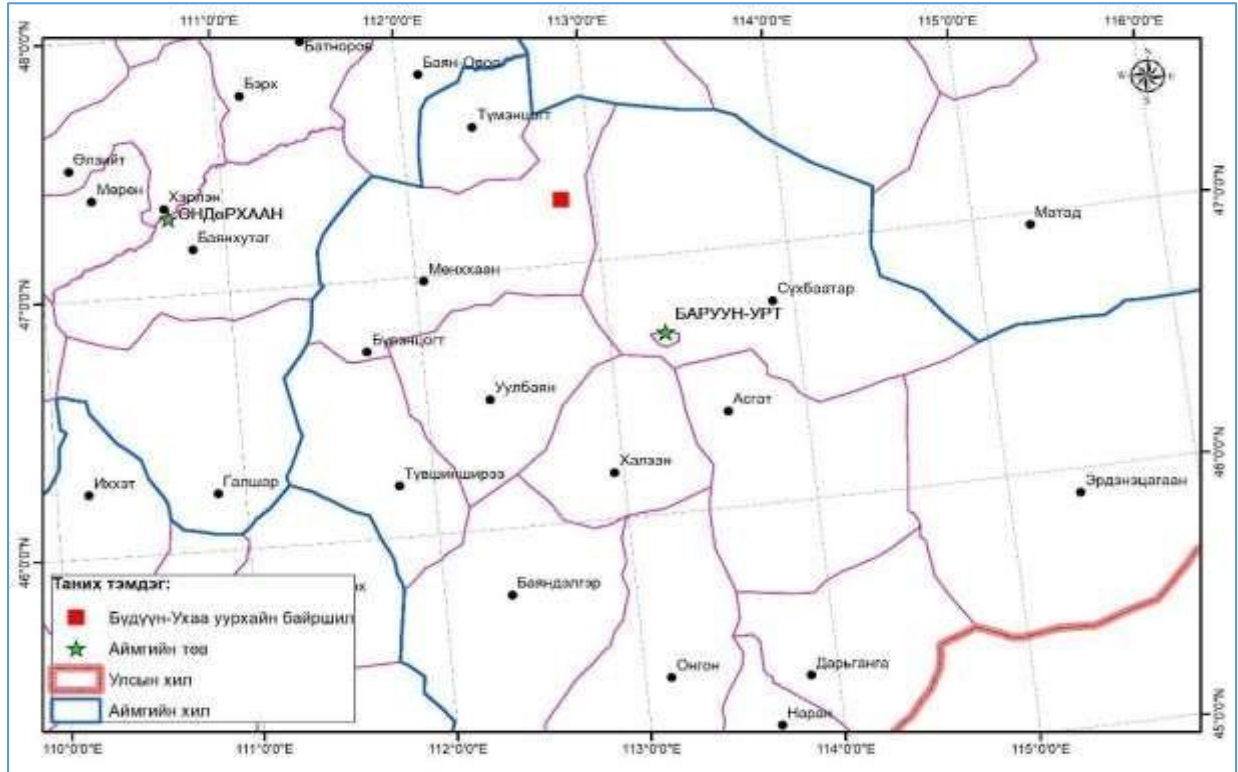 111°0'0"E 112°0'0"E 113°0'0"E 114°0'0"E 115°0'0"E 116°0'0"E
48°0'0"N
Батноров
Баян-Овоо
Бэрх
Түмэнцогт
Өлзийт
Мөрөн
Хэрлэн
ӨНДөРХААН
Баянхутаг
47°0'0"N
Матад
Мөнххаан
Сүхбаатар
47°0'0"N
БАРУУН-УРТ
Бүрэнцогт
Уулбаян
Асгат
Халзан
46°0'0"N
Иххэт
Галшар
Түвшинширээ
Эрдэнэцагаан
46°0'0"N
Таних тэмдэг:
Бүдүүн-Ухаа уурхайн байршил
Аймгийн төв
Улсын хил
Аймгийн хил
Баяндэлгэр
Онгон
Дарьганга
Наран
45°0'0"N
110°0'0"E 111°0'0"E 112°0'0"E 113°0'0"E 114°0'0"E 115°0'0"E